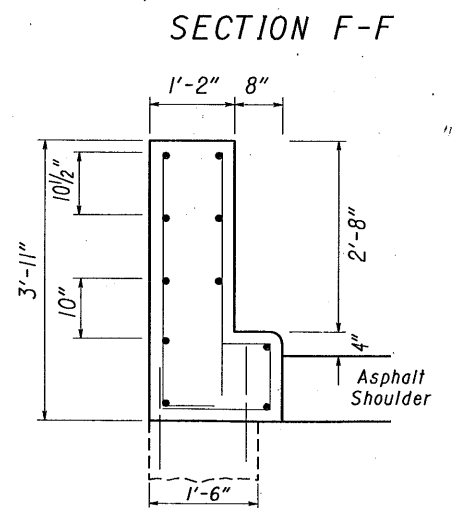 SECTION F-F
1'-2" 8"
10½"
3'-11"
2'-8"
10"
4"
Asphalt
Shoulder
1'-6"